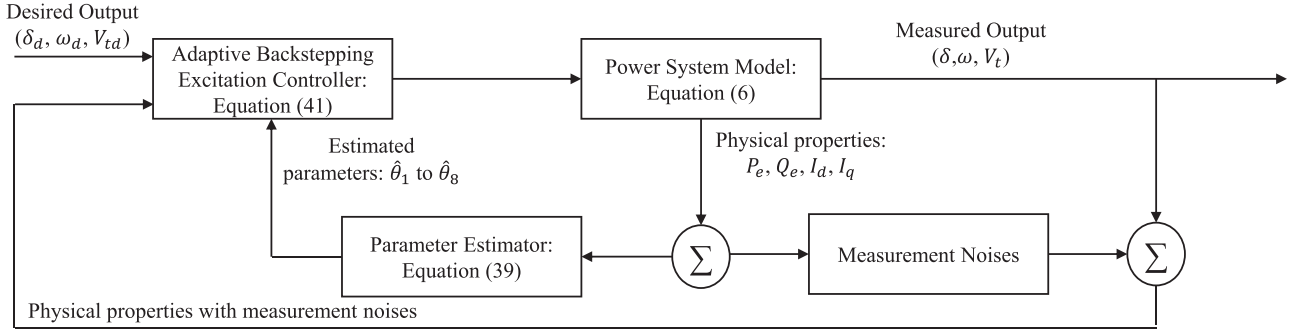 Desired Output
(δ_d, ω_d, V_td)
Adaptive Backstepping
Excitation Controller:
Equation (41)
Power System Model:
Equation (6)
Measured Output
(δ,ω, V_t)
Physical properties:
P_e, Q_e, I_d, I_q
Estimated
parameters: θ̂_1 to θ̂_8
Parameter Estimator:
Equation (39)
∑
Measurement Noises
∑
Physical properties with measurement noises